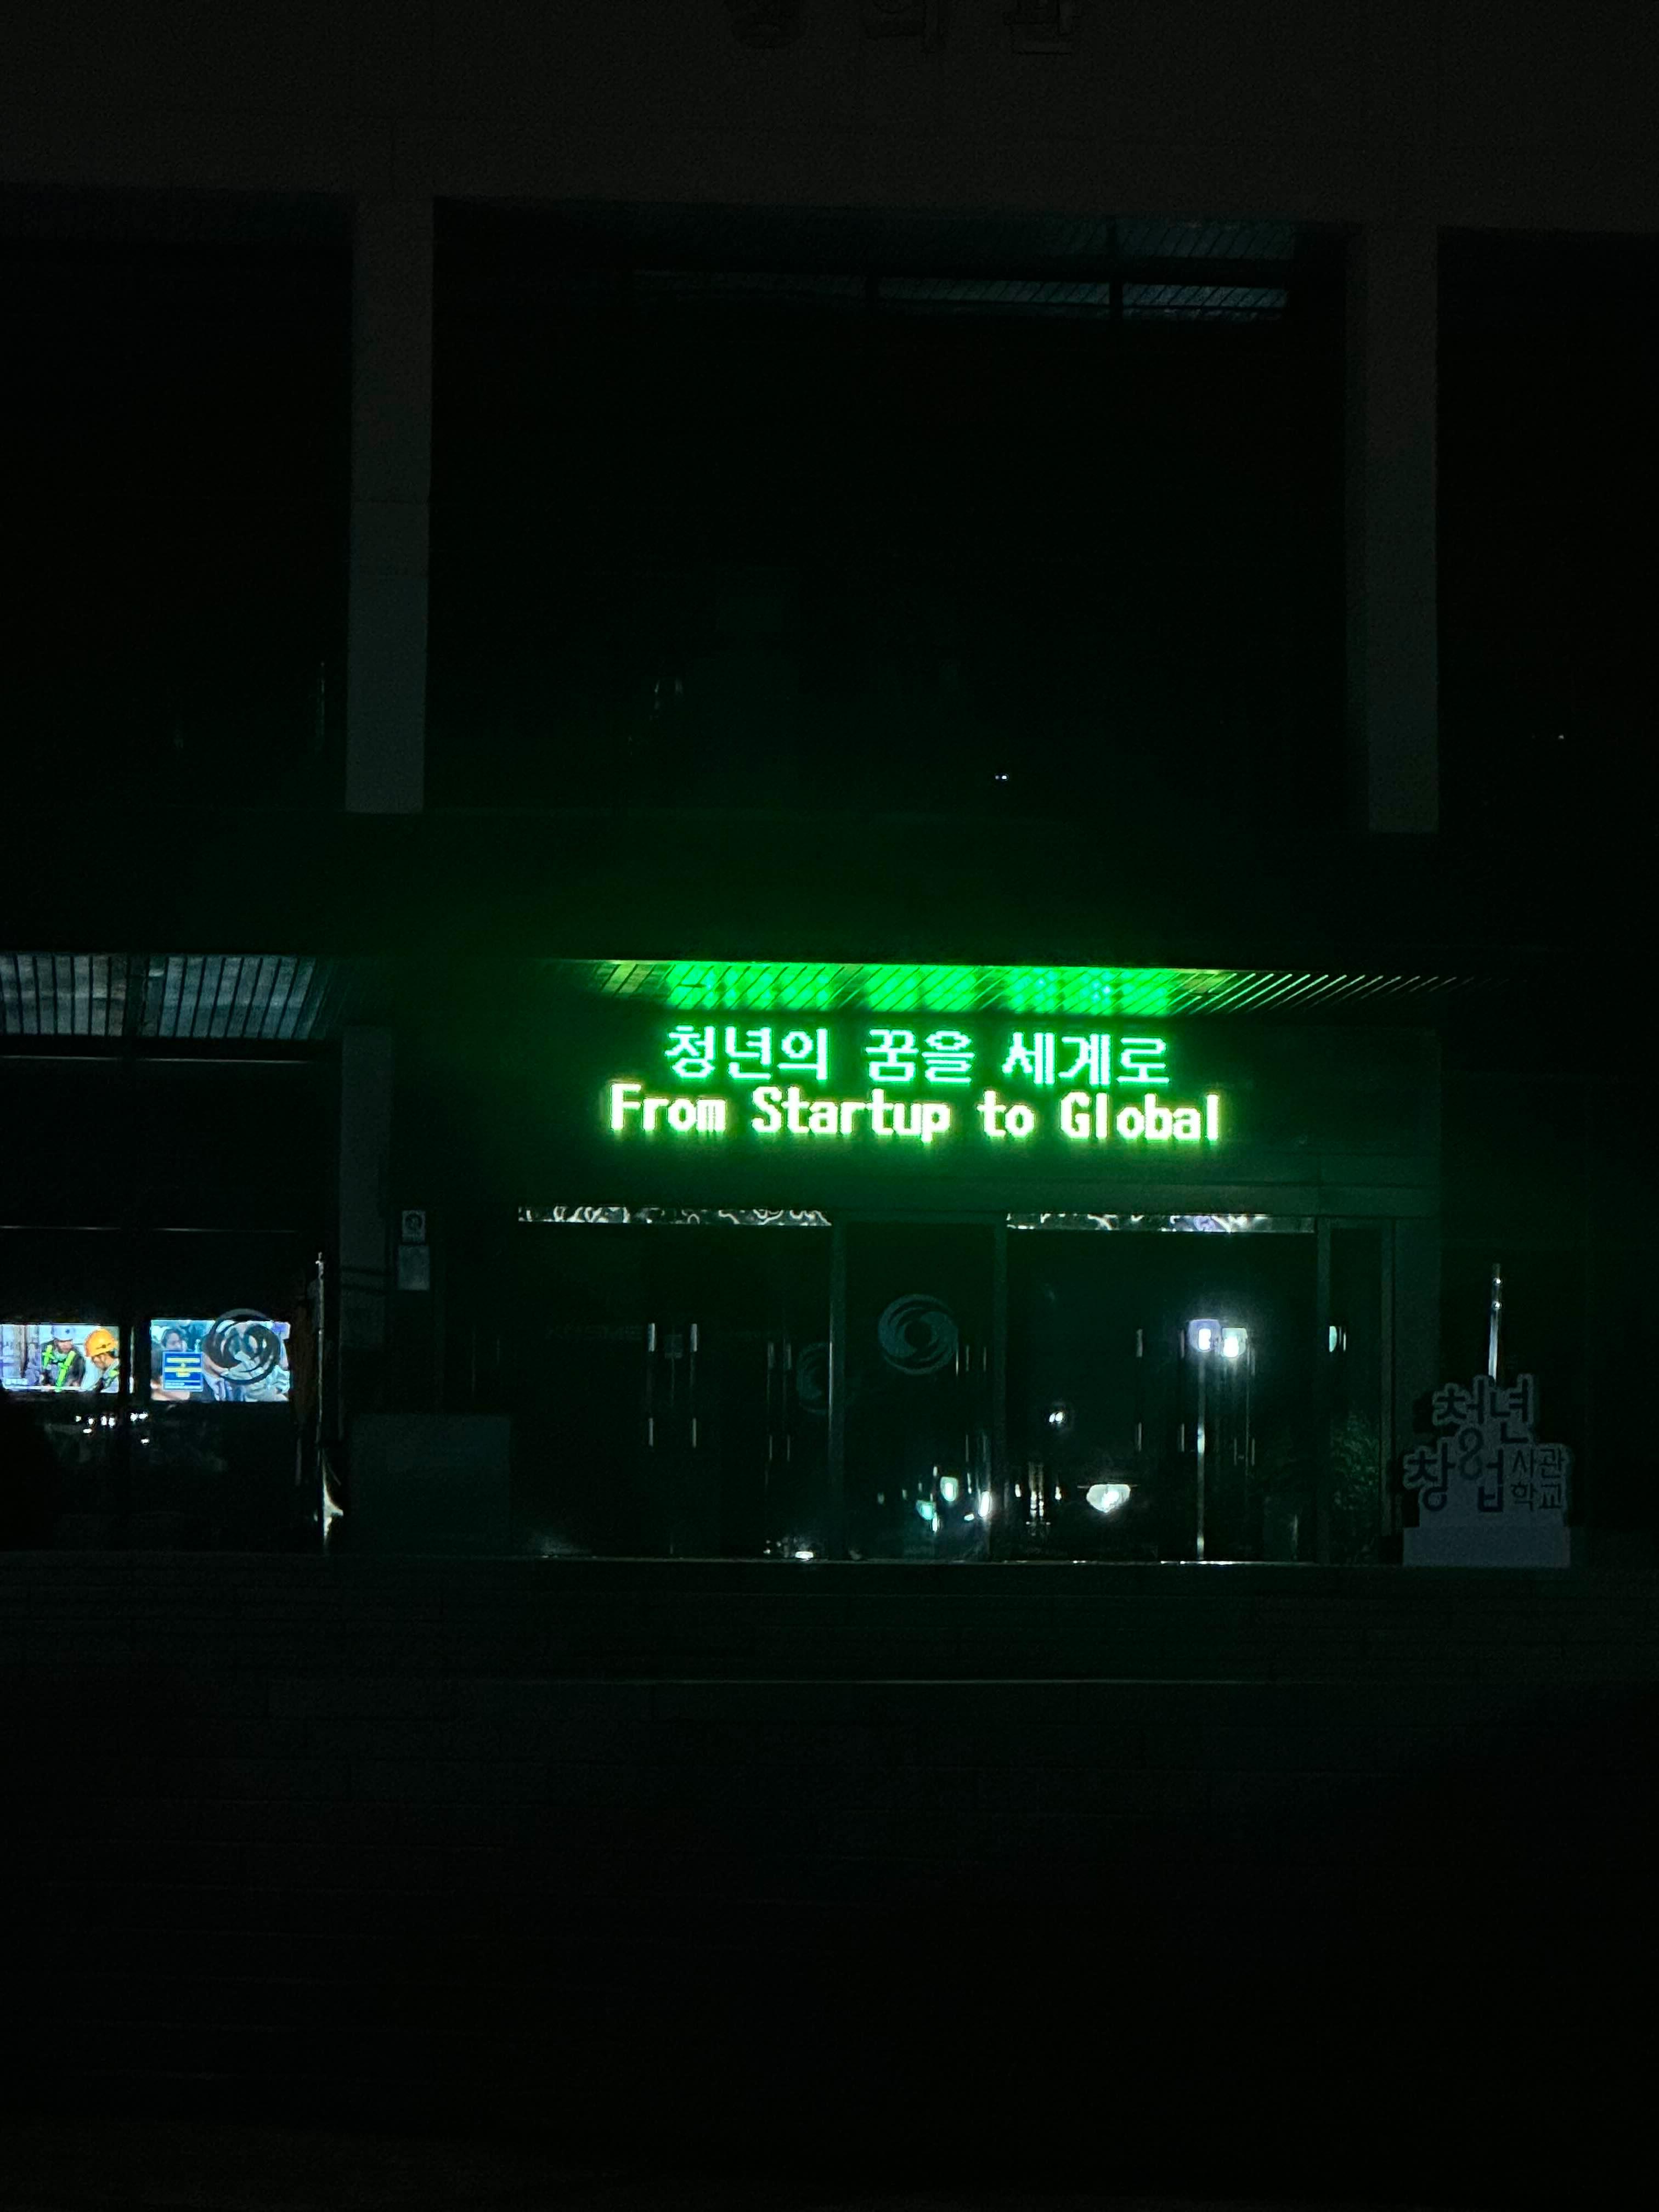 청년의 꿈을 세계로
From Startup to Global
청년
창업 사관
학교